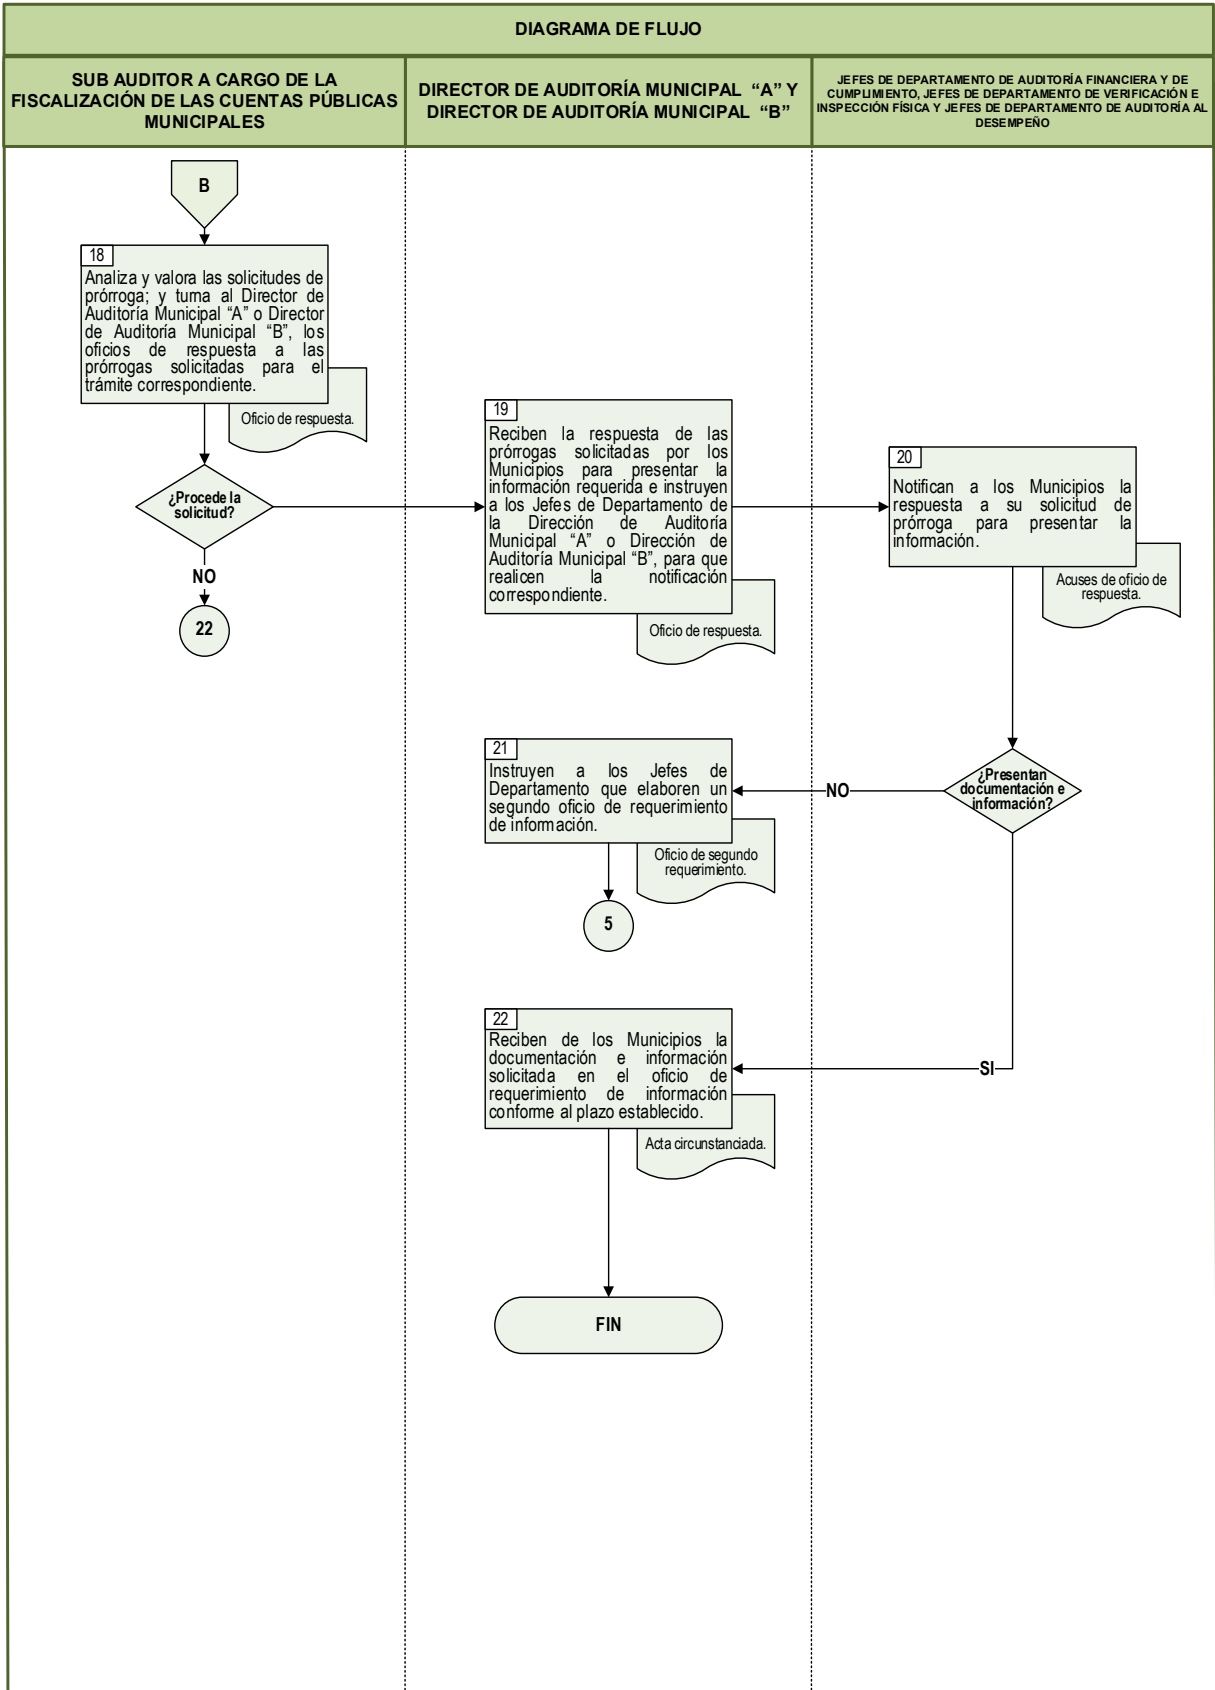 DIAGRAMA DE FLUJO
SUB AUDITOR A CARGO DE LA
FISCALIZACIÓN DE LAS CUENTAS PÚBLICAS
MUNICIPALES
DIRECTOR DE AUDITORÍA MUNICIPAL “A” Y
DIRECTOR DE AUDITORÍA MUNICIPAL “B”
JEFES DE DEPARTAMENTO DE AUDITORÍA FINANCIERA Y DE
CUMPLIMIENTO, JEFES DE DEPARTAMENTO DE VERIFICACIÓN E
INSPECCIÓN FÍSICA Y JEFES DE DEPARTAMENTO DE AUDITORÍA AL
DESEMPEÑO
B
18
Analiza y valora las solicitudes de
prórroga; y turna al Director de
Auditoría Municipal “A” o Director
de Auditoría Municipal “B”, los
oficios de respuesta a las
prórrogas solicitadas para el
trámite correspondiente.
Oficio de respuesta.
¿Procede la
solicitud?
NO
22
19
Reciben la respuesta de las
prórrogas solicitadas por los
Municipios para presentar la
información requerida e instruyen
a los Jefes de Departamento de
la Dirección de Auditoría
Municipal “A” o Dirección de
Auditoría Municipal “B”, para que
realicen la notificación
correspondiente.
Oficio de respuesta.
20
Notifican a los Municipios la
respuesta a su solicitud de
prórroga para presentar la
información.
Acuses de oficio de
respuesta.
¿Presentan
documentación e
información?
NO
21
Instruyen a los Jefes de
Departamento que elaboren un
segundo oficio de requerimiento
de información.
Oficio de segundo
requerimiento.
5
SI
22
Reciben de los Municipios la
documentación e información
solicitada en el oficio de
requerimiento de información
conforme al plazo establecido.
Acta circunstanciada.
FIN